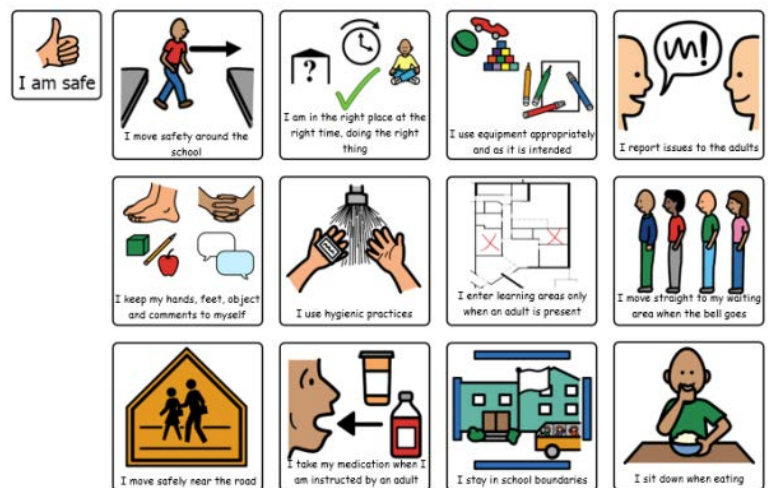 I am safe
I move safety around the
school
?
I am in the right place at the
right time, doing the right
thing
I use equipment appropriately
and as it is intended
un!
I report issues to the adults
I keep my hands, feet, object
and comments to myself
I use hygienic practices
I enter learning areas only
when an adult is present
I move straight to my waiting
area when the bell goes
I move safely near the road
I take my medication when I
am instructed by an adult
I stay in school boundaries
I sit down when eating